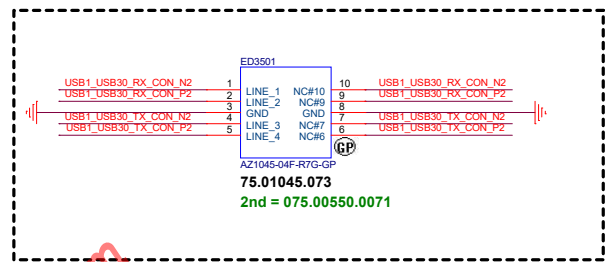 ED3501
USB1_USB30_RX_CON_N2 1 LINE_1 NC#10 10 USB1_USB30_RX_CON_N2
USB1_USB30_RX_CON_P2 2 LINE_2 NC#9 9 USB1_USB30_RX_CON_P2
3 GND GND 8
USB1_USB30_TX_CON_N2 4 LINE_3 NC#7 7 USB1_USB30_TX_CON_N2
USB1_USB30_TX_CON_P2 5 LINE_4 NC#6 6 USB1_USB30_TX_CON_P2
GP
AZ1045-04F-R7G-GP
75.01045.073
2nd = 075.00550.0071